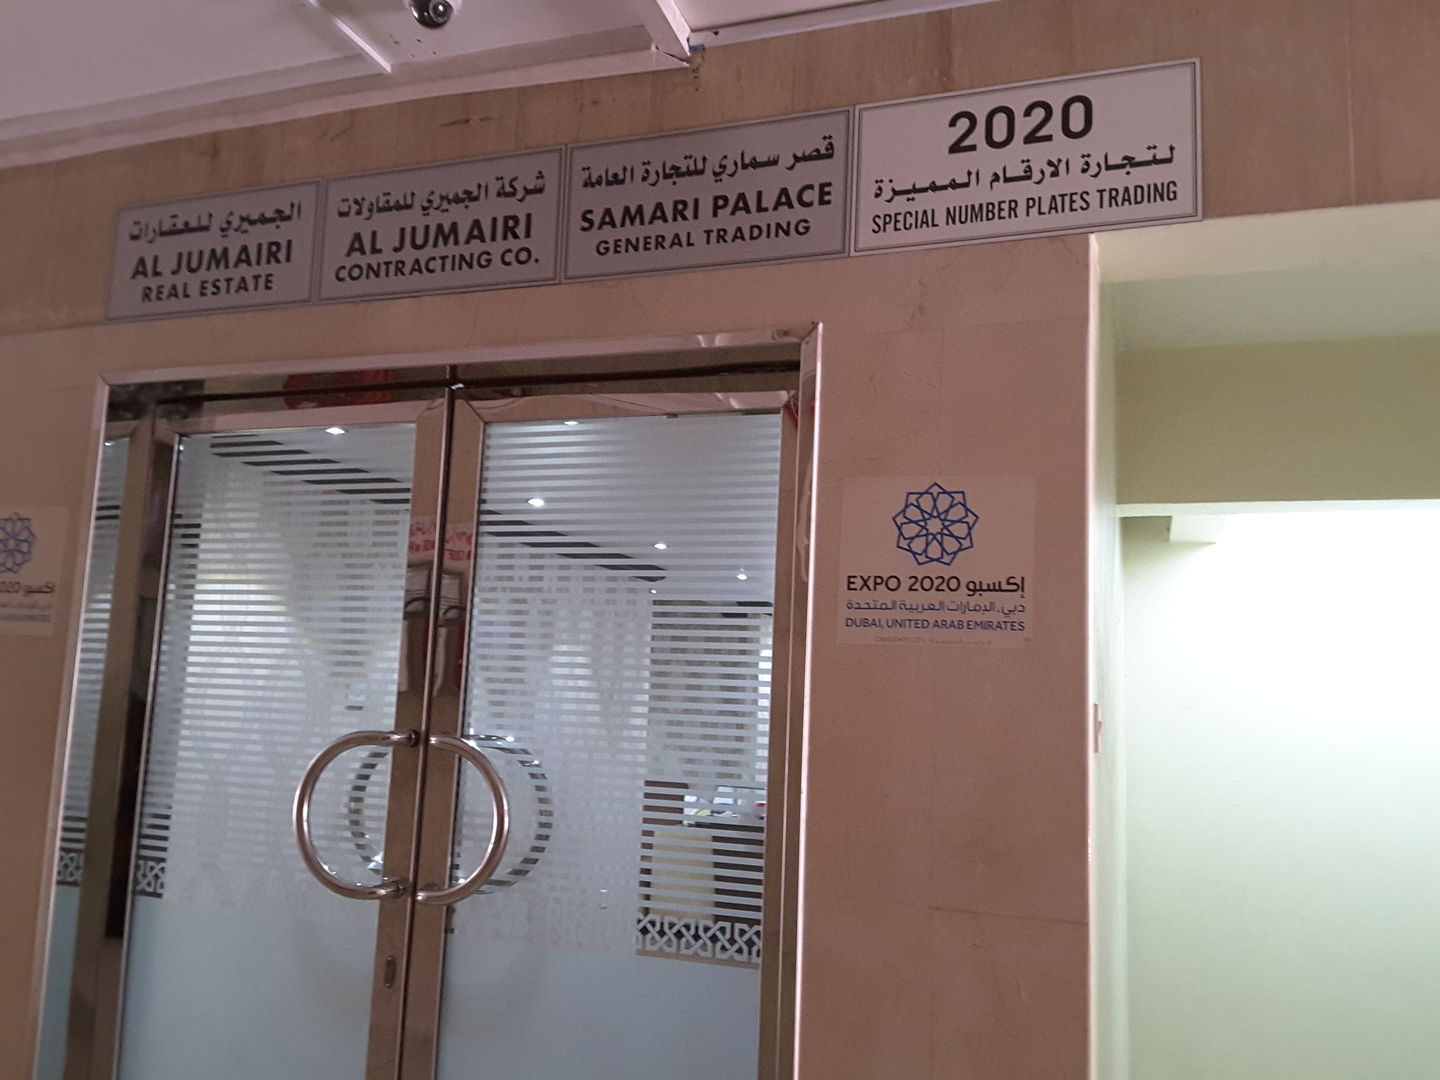 الجميري للعقارات
AL JUMAIRI
REAL ESTATE
شركة الجميري للمقاولات
AL JUMAIRI
CONTRACTING CO.
قصر سماري للتجارة العامة
SAMARI PALACE
GENERAL TRADING
2020
لتجارة الارقام المميزة
SPECIAL NUMBER PLATES TRADING
EXPO 2020 إكسبو
دبي، الإمارات العربية المتحدة
DUBAI, UNITED ARAB EMIRATES
2020 إكسبو